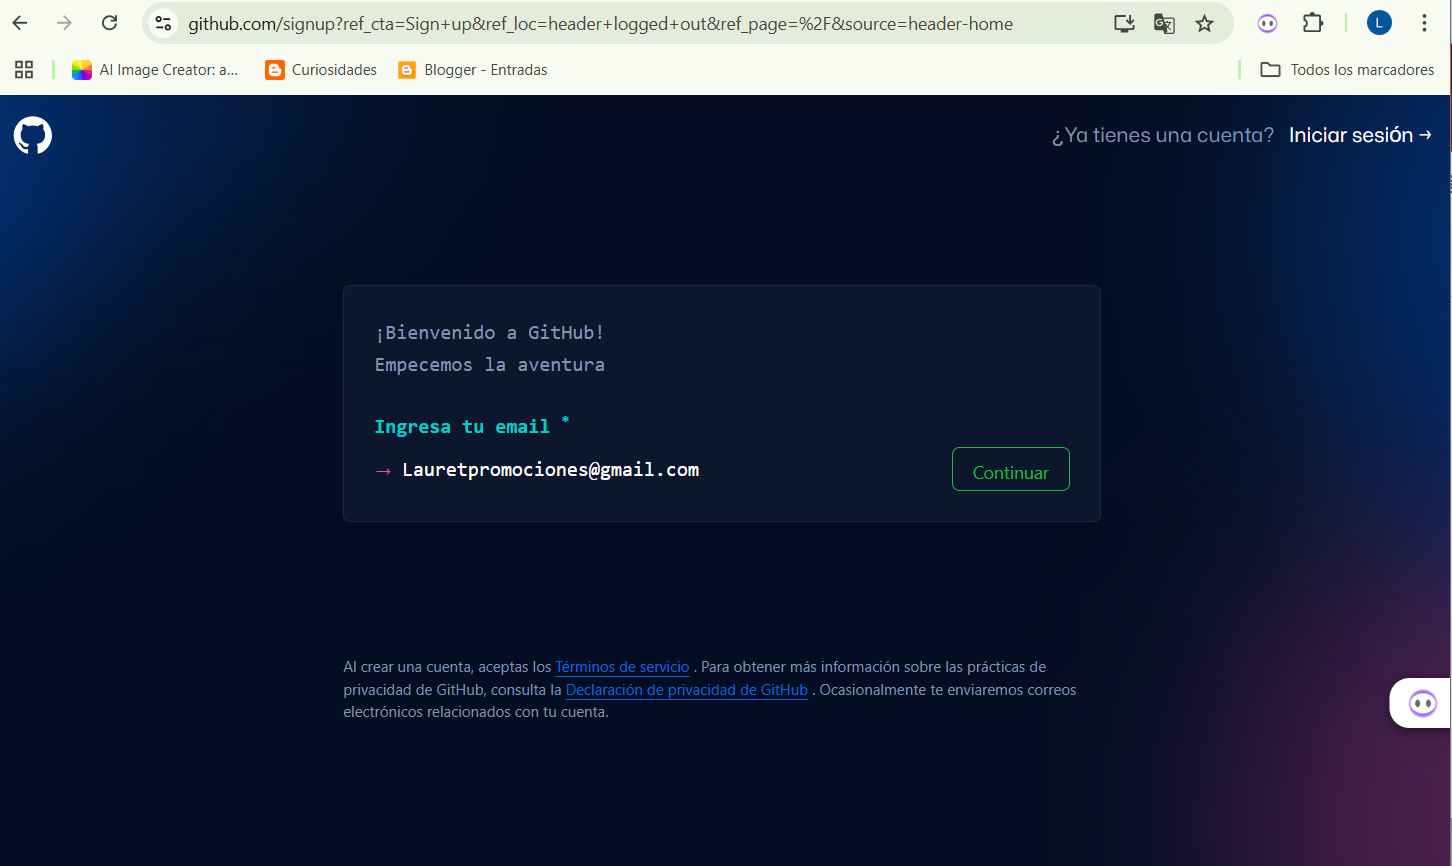 github.com/signup?ref_cta=Sign+up&ref_loc=header+logged+out&ref_page=%2F&source=header-home
L
AI Image Creator: a...
Curiosidades
Blogger - Entradas
Todos los marcadores
¿Ya tienes una cuenta? Iniciar sesión →
¡Bienvenido a GitHub!
Empecemos la aventura
Ingresa tu email *
→ Lauretpromociones@gmail.com
Continuar
Al crear una cuenta, aceptas los Términos de servicio . Para obtener más información sobre las prácticas de
privacidad de GitHub, consulta la Declaración de privacidad de GitHub . Ocasionalmente te enviaremos correos
electrónicos relacionados con tu cuenta.